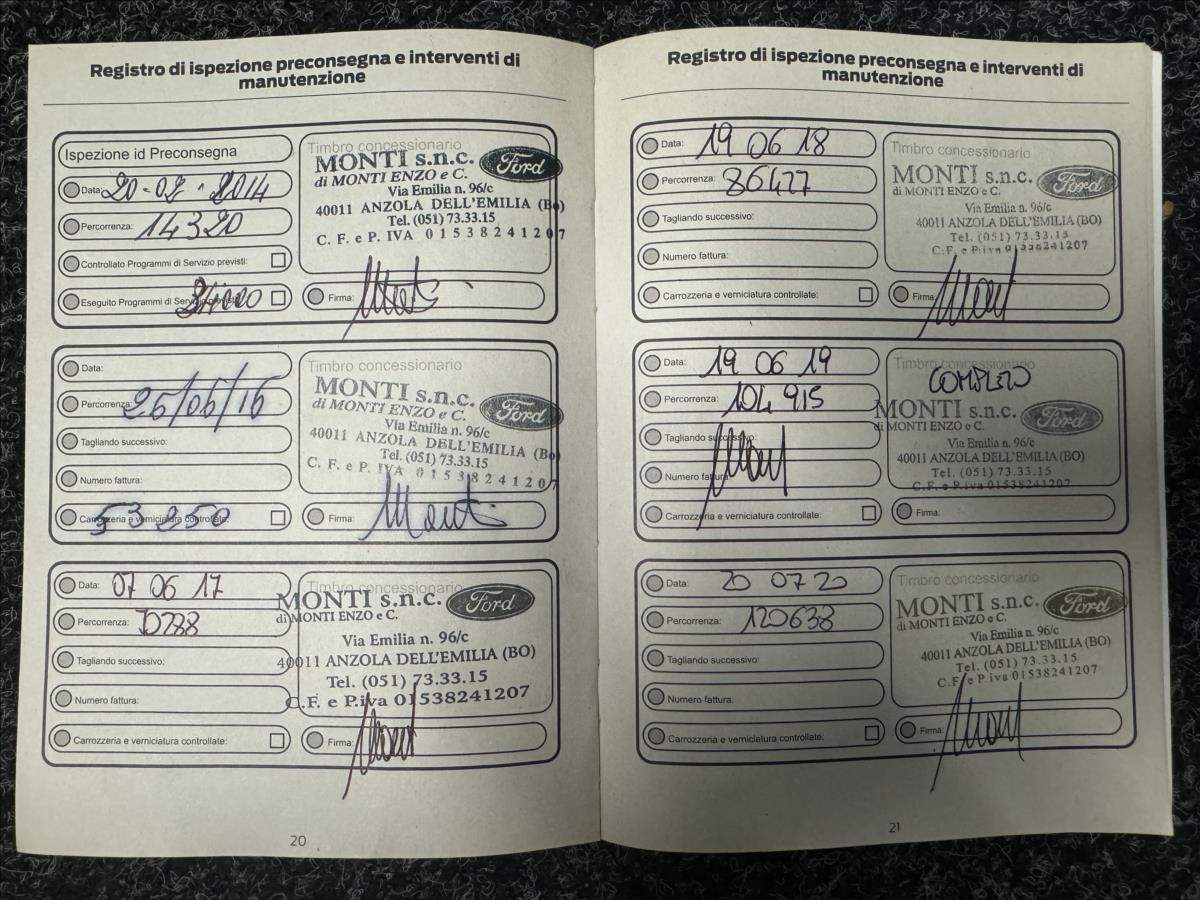 Registro di ispezione preconsegna e interventi di
manutenzione
Ispezione id Preconsegna
Data:
Percorrenza: 14320
Controllato Programmi di Servizio previsti:
Eseguito Programmi di Servizio previsti:
Timbro concessionario
MONTI s.n.c. Ford
di MONTI ENZO e C.
Via Emilia n. 96/c
40011 ANZOLA DELL'EMILIA (Bo)
Tel. (051) 73.33.15
C. F. e P. IVA 01538241207
Firma:
Data:
Percorrenza:
Tagliando successivo:
Numero fattura:
Carrozzeria e verniciatura controllate:
53250
Timbro concessionario
MONTI s.n.c. Ford
di MONTI ENZO e C.
Via Emilia n. 96/c
40011 ANZOLA DELL'EMILIA (Bo)
Tel. (051) 73.33.15
C. F. e P. IVA 01538241207
Firma:
Data: 07 06 17
Percorrenza:
Tagliando successivo:
Numero fattura:
Carrozzeria e verniciatura controllate:
Timbro concessionario
MONTI s.n.c. Ford
di MONTI ENZO e C.
Via Emilia n. 96/c
40011 ANZOLA DELL'EMILIA (BO)
Tel. (051) 73.33.15
C.F. e P.iva 01538241207
Firma:
20
Registro di ispezione preconsegna e interventi di
manutenzione
Data: 19 06 18
Percorrenza: 86477
Tagliando successivo:
Numero fattura:
Carrozzeria e verniciatura controllate:
Timbro concessionario
MONTI s.n.c. Ford
di MONTI ENZO e C.
Via Emilia n. 96/c
40011 ANZOLA DELL'EMILIA (BO)
Tel. (051) 73.33.15
C.F. e P.iva 01538241207
Firma:
Data: 19 06 19
Percorrenza: 104 915
Tagliando successivo:
Numero fattura:
Carrozzeria e verniciatura controllate:
Timbro concessionario
COMPLETO
MONTI s.n.c. Ford
di MONTI ENZO e C.
Via Emilia n. 96/c
40011 ANZOLA DELL'EMILIA (BO)
Tel. (051) 73.33.15
C.F. e P.iva 01538241207
Firma:
Data: 20 07 20
Percorrenza: 120638
Tagliando successivo:
Numero fattura:
Carrozzeria e verniciatura controllate:
Timbro concessionario
MONTI s.n.c. Ford
di MONTI ENZO e C.
Via Emilia n. 96/c
40011 ANZOLA DELL'EMILIA (BO)
Tel. (051) 73.33.15
C.F. e P.iva 01538241207
Firma:
21